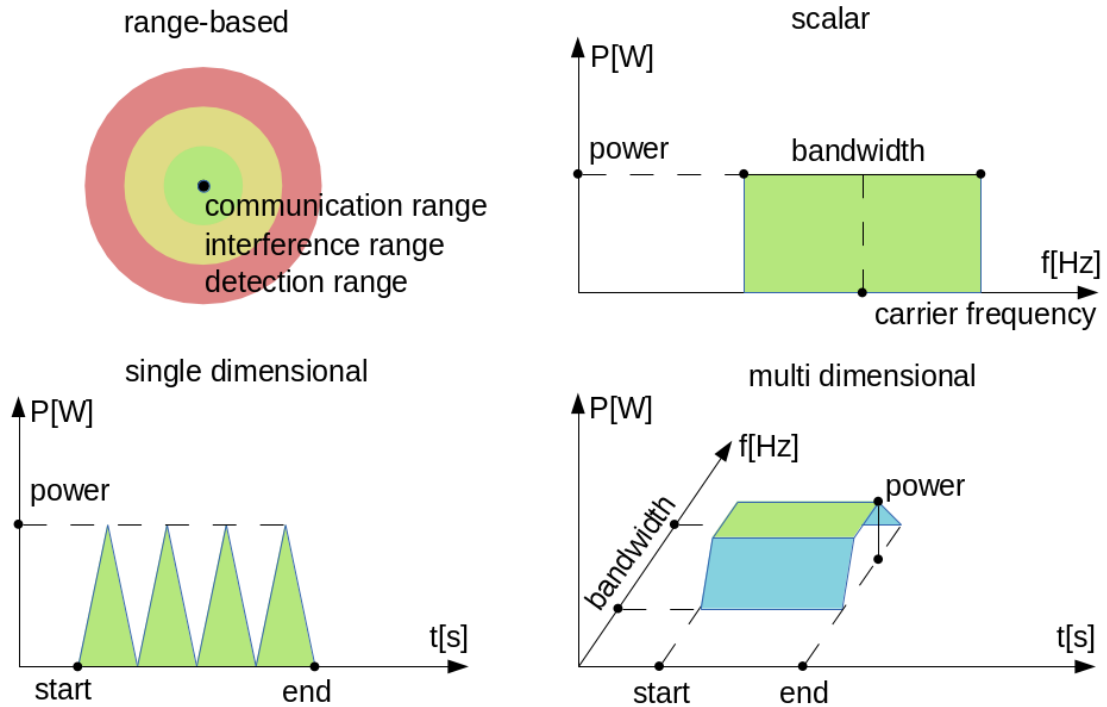 range-based
communication range
interference range
detection range
scalar
P[W]
power
bandwidth
f[Hz]
carrier frequency
single dimensional
P[W]
power
t[s]
start
end
multi dimensional
P[W]
f[Hz]
power
bandwidth
t[s]
start
end